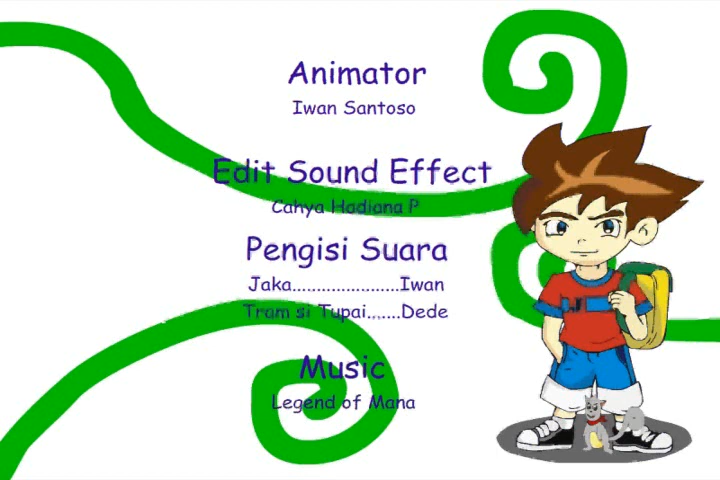 Animator
Iwan Santoso
Edit Sound Effect
Cahya Hadiana P
Pengisi Suara
Jaka......................Iwan
Tram si Tupai.......Dede
Music
Legend of Mana